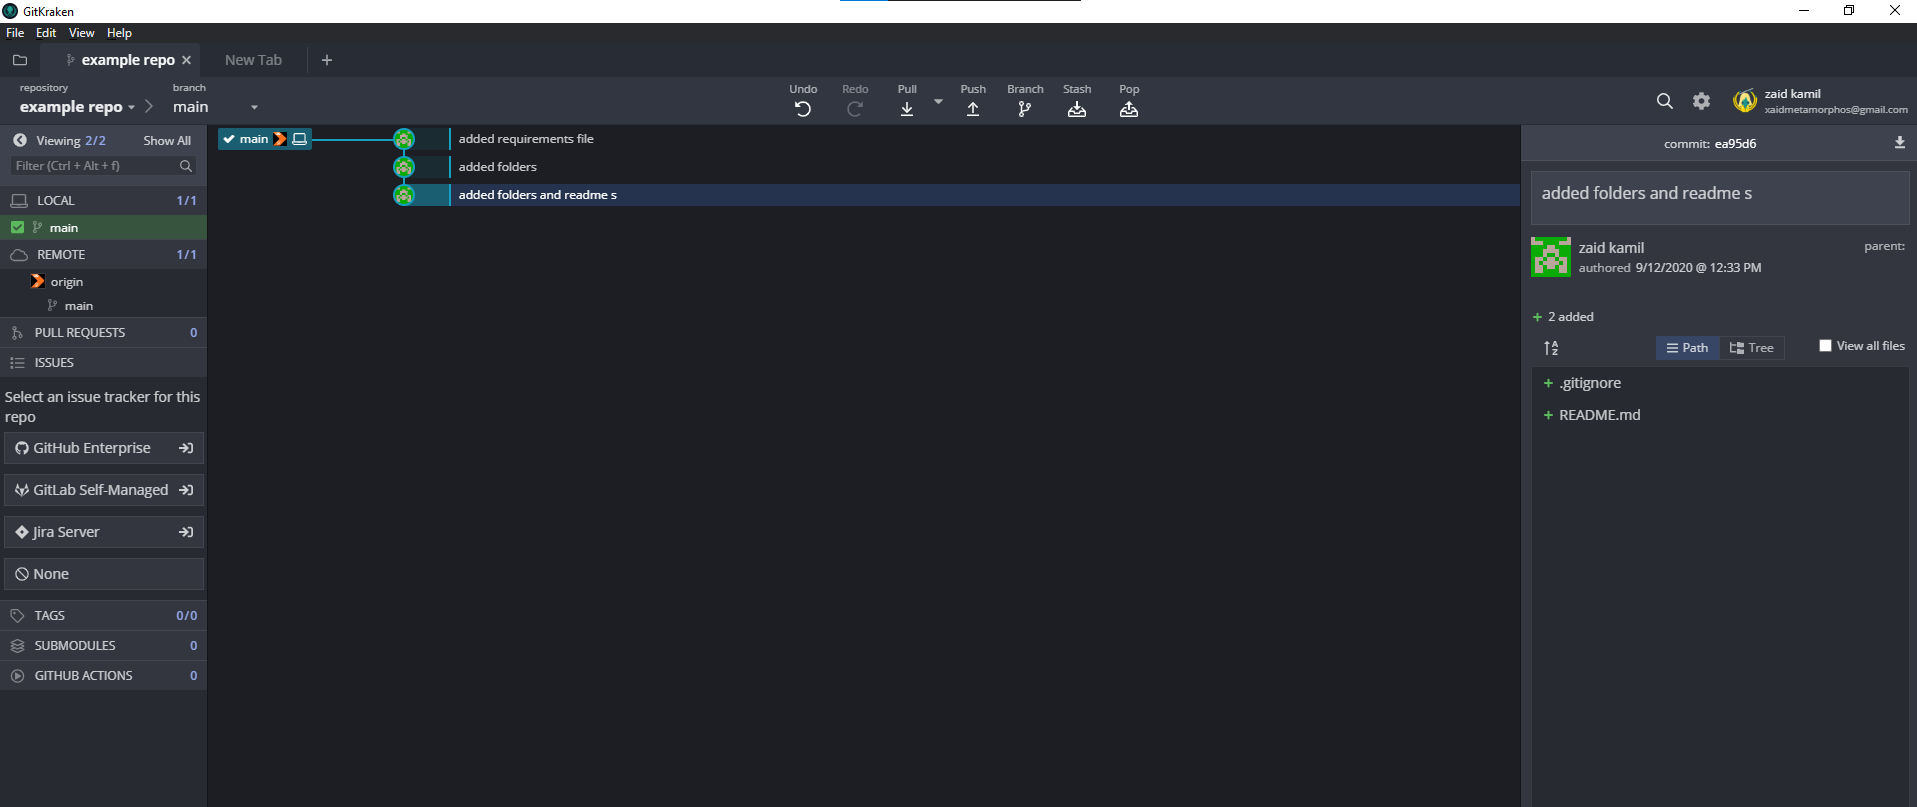 GitKraken
File Edit View Help
example repo New Tab
repository branch
example repo main
Undo Redo Pull Push Branch Stash Pop
zaid kamil
xaidmetamorphos@gmail.com
Viewing 2/2 Show All
Filter (Ctrl + Alt + f)
LOCAL 1/1
main
REMOTE 1/1
origin
main
PULL REQUESTS 0
ISSUES
Select an issue tracker for this
repo
GitHub Enterprise
GitLab Self-Managed
Jira Server
None
TAGS 0/0
SUBMODULES 0
GITHUB ACTIONS 0
main added requirements file
added folders
added folders and readme s
commit: ea95d6
added folders and readme s
zaid kamil parent:
authored 9/12/2020 @ 12:33 PM
+ 2 added
AZ Path Tree View all files
+ .gitignore
+ README.md